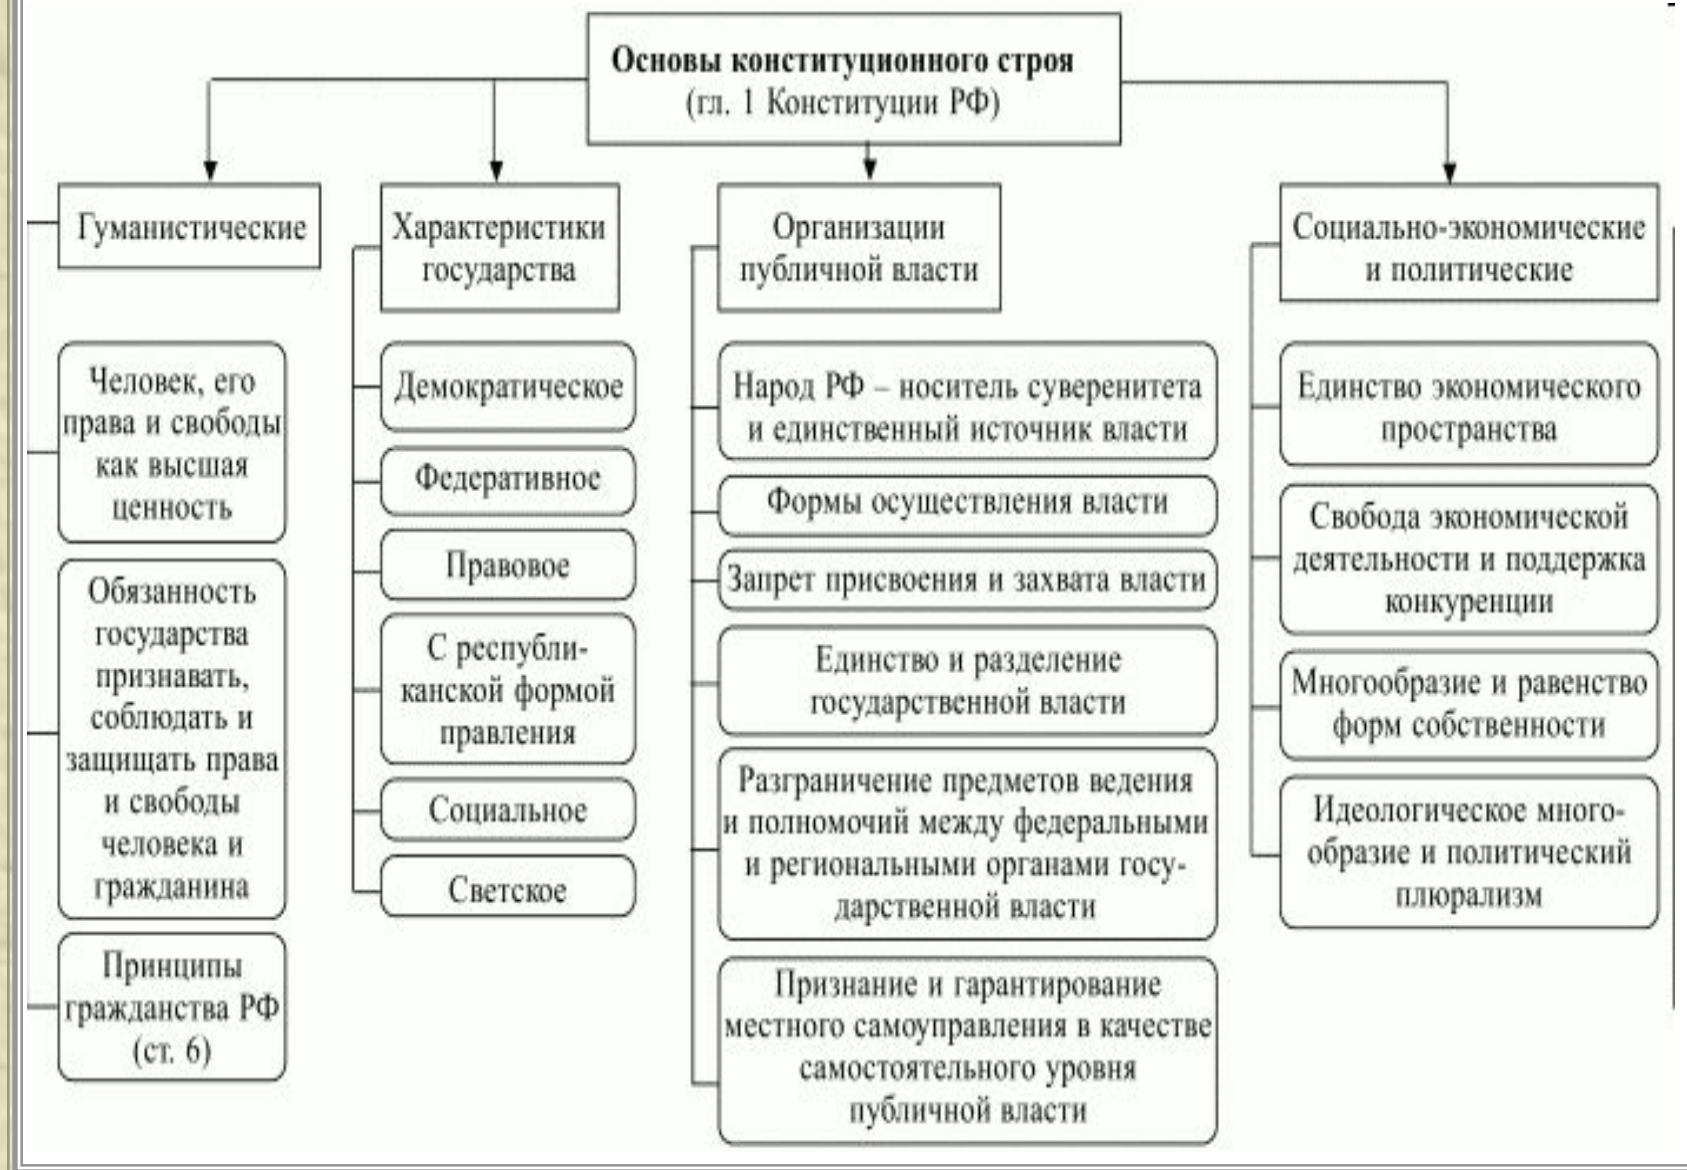 Основы конституционного строя
(гл. 1 Конституции РФ)
Гуманистические
Человек, его
права и свободы
как высшая
ценность
Обязанность
государства
признавать,
соблюдать и
защищать права
и свободы
человека и
гражданина
Принципы
гражданства РФ
(ст. 6)
Характеристики
государства
Демократическое
Федеративное
Правовое
С республи-
канской формой
правления
Социальное
Светское
Организации
публичной власти
Народ РФ – носитель суверенитета
и единственный источник власти
Формы осуществления власти
Запрет присвоения и захвата власти
Единство и разделение
государственной власти
Разграничение предметов ведения
и полномочий между федеральными
и региональными органами госу-
дарственной власти
Признание и гарантирование
местного самоуправления в качестве
самостоятельного уровня
публичной власти
Социально-экономические
и политические
Единство экономического
пространства
Свобода экономической
деятельности и поддержка
конкуренции
Многообразие и равенство
форм собственности
Идеологическое много-
образие и политический
плюрализм